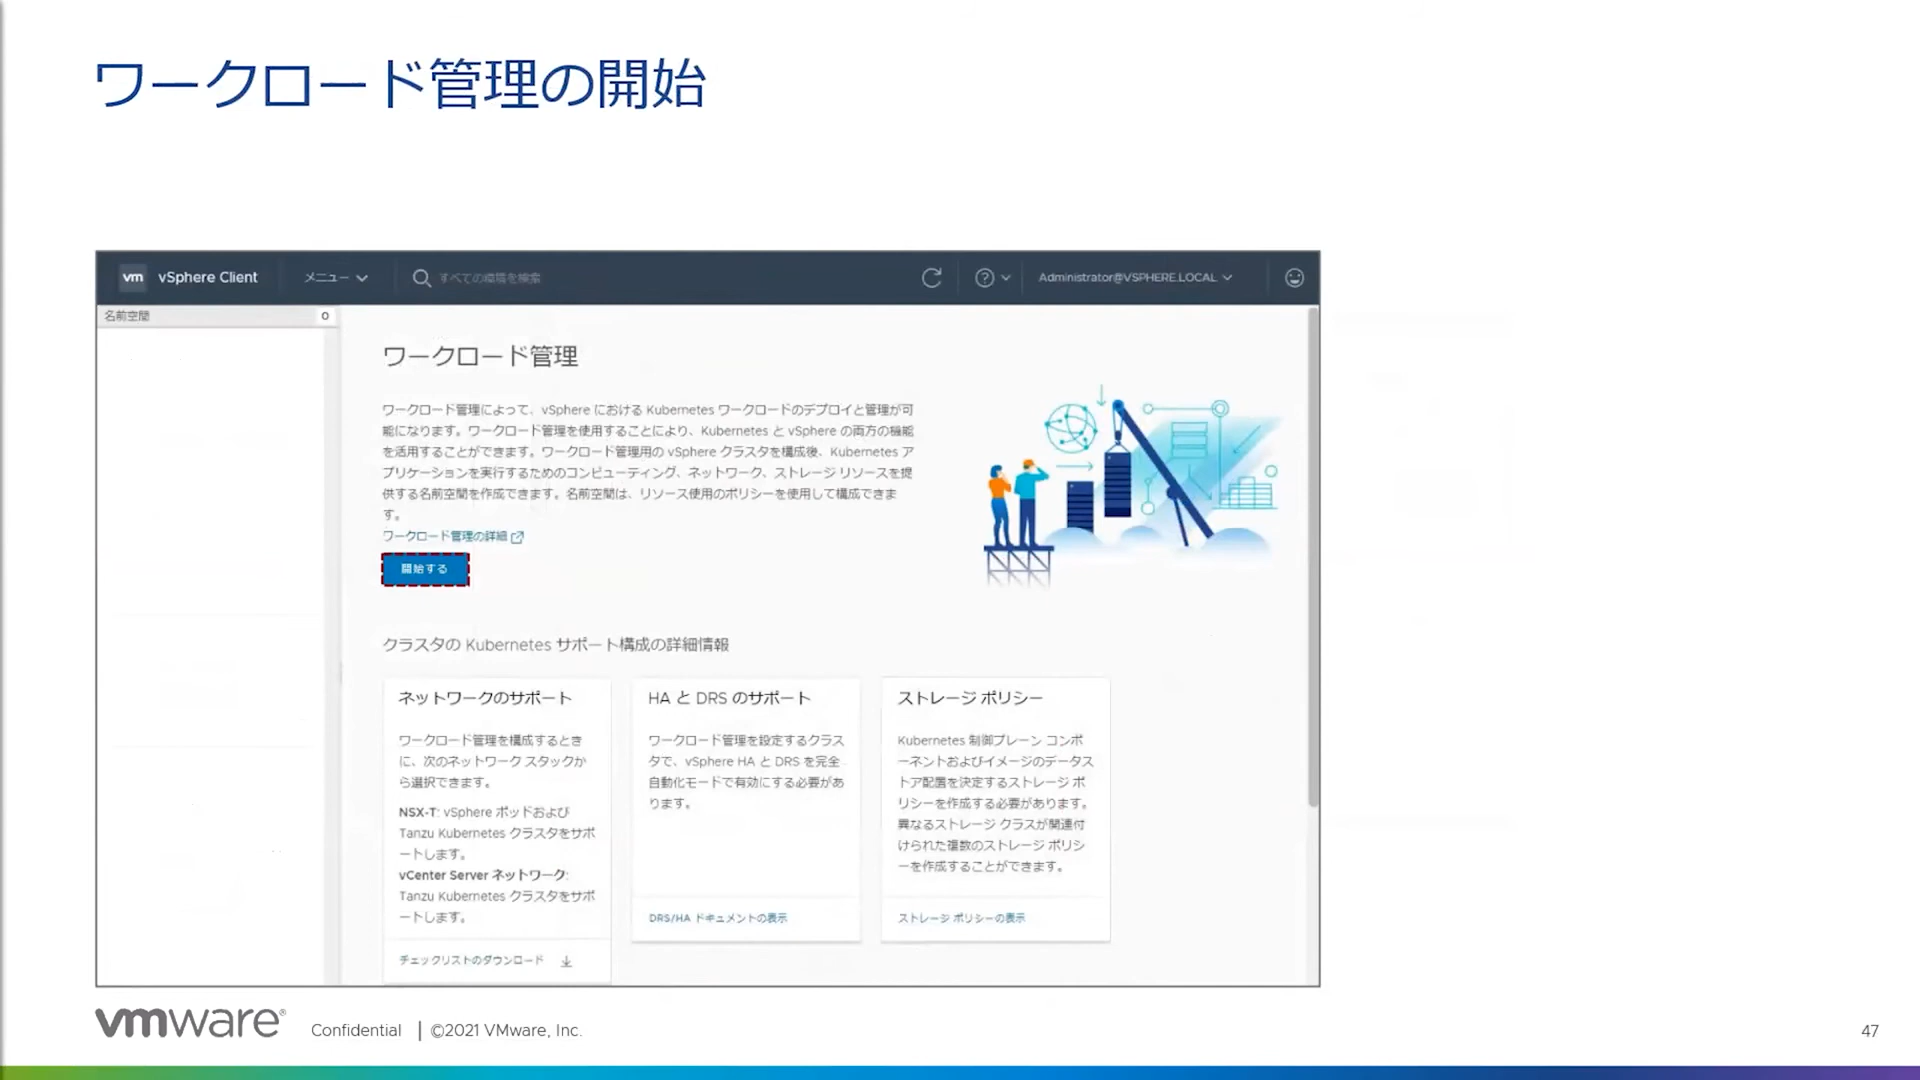 ワークロード管理の開始
vm vSphere Client メニュー すべての環境を検索 Administrator@VSPHERE.LOCAL
名前空間 0
ワークロード管理
ワークロード管理によって、vSphere における Kubernetes ワークロードのデプロイと管理が可
能になります。ワークロード管理を使用することにより、Kubernetes と vSphere の両方の機能
を活用することができます。ワークロード管理用の vSphere クラスタを構成後、Kubernetes ア
プリケーションを実行するためのコンピューティング、ネットワーク、ストレージ リソースを提
供する名前空間を作成できます。名前空間は、リソース使用のポリシーを使用して構成できま
す。
ワークロード管理の詳細
開始する
クラスタの Kubernetes サポート構成の詳細情報
ネットワークのサポート
ワークロード管理を構成するとき
に、次のネットワーク スタックか
ら選択できます。
NSX-T: vSphere ポッドおよび
Tanzu Kubernetes クラスタをサポ
ートします。
vCenter Server ネットワーク:
Tanzu Kubernetes クラスタをサポ
ートします。
チェックリストのダウンロード
HA と DRS のサポート
ワークロード管理を設定するクラス
タで、vSphere HA と DRS を完全
自動化モードで有効にする必要があ
ります。
DRS/HA ドキュメントの表示
ストレージ ポリシー
Kubernetes 制御プレーン コンポ
ーネントおよびイメージのデータス
トア配置を決定するストレージ ポ
リシーを作成する必要があります。
異なるストレージ クラスが関連付
けられた複数のストレージ ポリシ
ーを作成することができます。
ストレージ ポリシーの表示
vmware® Confidential | ©2021 VMware, Inc. 47